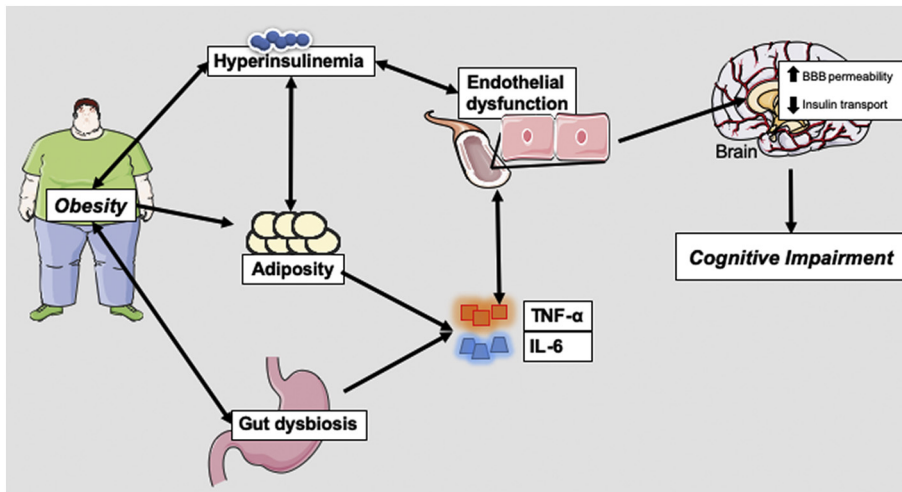 Hyperinsulinemia
Endothelial
dysfunction
⬆ BBB permeability
⬇ Insulin transport
Brain
Obesity
Adiposity
Cognitive Impairment
TNF-α
IL-6
Gut dysbiosis